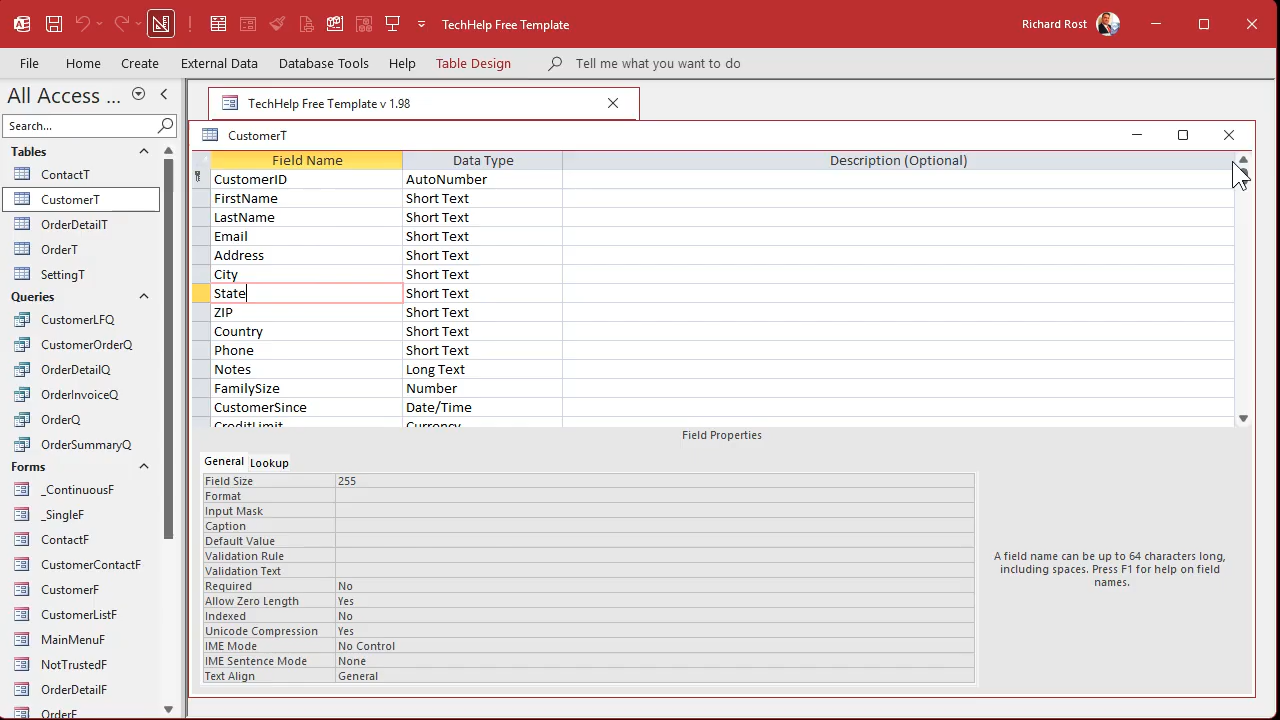 TechHelp Free Template
Richard Rost
File Home Create External Data Database Tools Help Table Design Tell me what you want to do
All Access ...
Search...
Tables
ContactT
CustomerT
OrderDetailT
OrderT
SettingT
Queries
CustomerLFQ
CustomerOrderQ
OrderDetailQ
OrderInvoiceQ
OrderQ
OrderSummaryQ
Forms
_ContinuousF
_SingleF
ContactF
CustomerContactF
CustomerF
CustomerListF
MainMenuF
NotTrustedF
OrderDetailF
OrderF
TechHelp Free Template v 1.98
CustomerT
Field Name Data Type Description (Optional)
CustomerID AutoNumber
FirstName Short Text
LastName Short Text
Email Short Text
Address Short Text
City Short Text
State Short Text
ZIP Short Text
Country Short Text
Phone Short Text
Notes Long Text
FamilySize Number
CustomerSince Date/Time
CreditLimit Currency
Field Properties
General Lookup
Field Size 255
Format
Input Mask
Caption
Default Value
Validation Rule
Validation Text
Required No
Allow Zero Length Yes
Indexed No
Unicode Compression Yes
IME Mode No Control
IME Sentence Mode None
Text Align General
A field name can be up to 64 characters long,
including spaces. Press F1 for help on field
names.